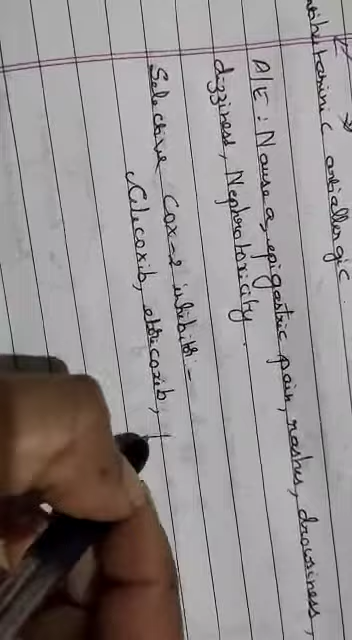 antihistaminic antiallergic.
A/E : Nausea, epigastric pain, rashes, drowsiness,
dizziness, Nephrotoxicity.
Selective Cox-2 inhibitor -
Celecoxib, etoricoxib,